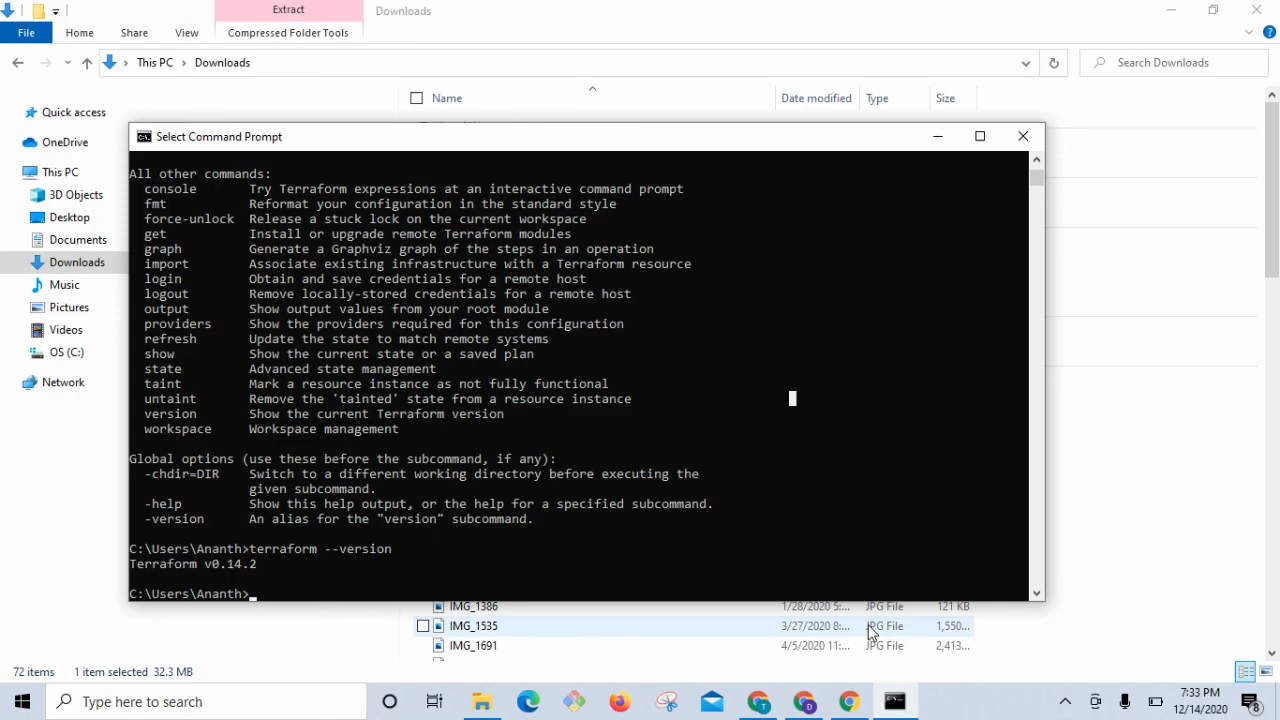 Extract
Downloads
File
Home
Share
View
Compressed Folder Tools
This PC
Downloads
Search Downloads
Name
Date modified
Type
Size
Quick access
OneDrive
This PC
3D Objects
Desktop
Documents
Downloads
Music
Pictures
Videos
OS (C:)
Network
C:\.
Select Command Prompt
All other commands:
console Try Terraform expressions at an interactive command prompt
fmt Reformat your configuration in the standard style
force-unlock Release a stuck lock on the current workspace
get Install or upgrade remote Terraform modules
graph Generate a Graphviz graph of the steps in an operation
import Associate existing infrastructure with a Terraform resource
login Obtain and save credentials for a remote host
logout Remove locally-stored credentials for a remote host
output Show output values from your root module
providers Show the providers required for this configuration
refresh Update the state to match remote systems
show Show the current state or a saved plan
state Advanced state management
taint Mark a resource instance as not fully functional
untaint Remove the 'tainted' state from a resource instance
version Show the current Terraform version
workspace Workspace management
Global options (use these before the subcommand, if any):
-chdir=DIR Switch to a different working directory before executing the
given subcommand.
-help Show this help output, or the help for a specified subcommand.
-version An alias for the "version" subcommand.
C:\Users\Ananth>terraform --version
Terraform v0.14.2
C:\Users\Ananth>
IMG_1386 1/28/2020 5:... JPG File 121 KB
IMG_1535 3/27/2020 8:... JPG File 1,550...
IMG_1691 4/5/2020 11:... JPG File 2,413...
72 items 1 item selected 32.3 MB
Type here to search
T
D
7:33 PM
12/14/2020
8